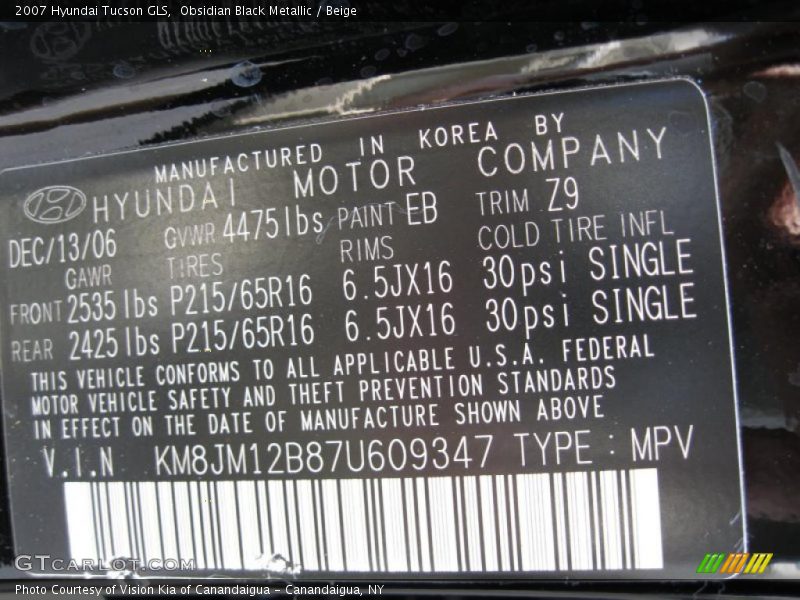 2007 Hyundai Tucson GLS,  Obsidian Black Metallic / Beige
MANUFACTURED IN KOREA BY
HYUNDAI MOTOR COMPANY
DEC/13/06 GVWR 4475lbs PAINT EB TRIM Z9
GAWR TIRES RIMS COLD TIRE INFL
FRONT 2535 lbs P215/65R16 6.5JX16 30psi SINGLE
REAR 2425 lbs P215/65R16 6.5JX16 30psi SINGLE
THIS VEHICLE CONFORMS TO ALL APPLICABLE U.S.A. FEDERAL
MOTOR VEHICLE SAFETY AND THEFT PREVENTION STANDARDS
IN EFFECT ON THE DATE OF MANUFACTURE SHOWN ABOVE
V.I.N KM8JM12B87U609347 TYPE : MPV
GTCarLot.com
Photo Courtesy of Vision Kia of Canandaigua - Canandaigua, NY